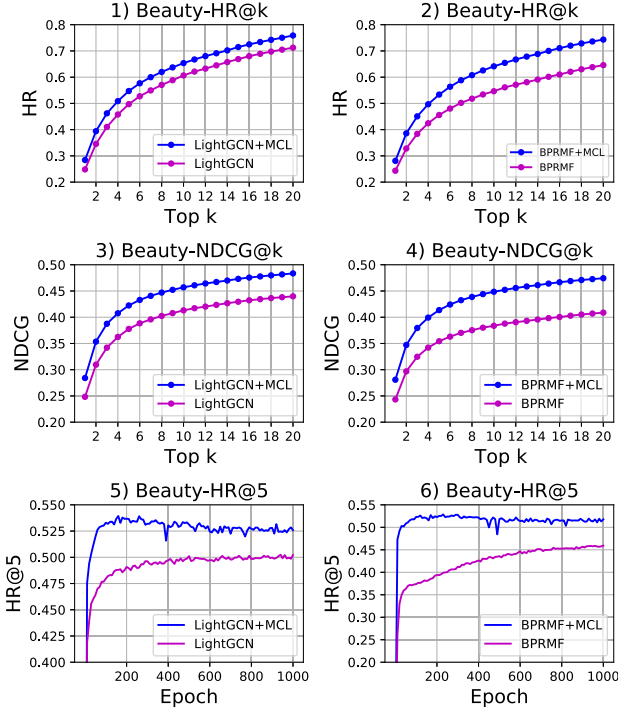 1) Beauty-HR@k
0.8
0.7
0.6
0.5
0.4
0.3
0.2
HR
LightGCN+MCL
LightGCN
2 4 6 8 10 12 14 16 18 20
Top k
2) Beauty-HR@k
0.8
0.7
0.6
0.5
0.4
0.3
0.2
HR
BPRMF+MCL
BPRMF
2 4 6 8 10 12 14 16 18 20
Top k
3) Beauty-NDCG@k
0.50
0.45
0.40
0.35
0.30
0.25
0.20
NDCG
LightGCN+MCL
LightGCN
2 4 6 8 10 12 14 16 18 20
Top k
4) Beauty-NDCG@k
0.50
0.45
0.40
0.35
0.30
0.25
0.20
NDCG
BPRMF+MCL
BPRMF
2 4 6 8 10 12 14 16 18 20
Top k
5) Beauty-HR@5
0.550
0.525
0.500
0.475
0.450
0.425
0.400
HR@5
LightGCN+MCL
LightGCN
200 400 600 800 1000
Epoch
6) Beauty-HR@5
0.55
0.50
0.45
0.40
0.35
0.30
0.25
0.20
HR@5
BPRMF+MCL
BPRMF
200 400 600 800 1000
Epoch